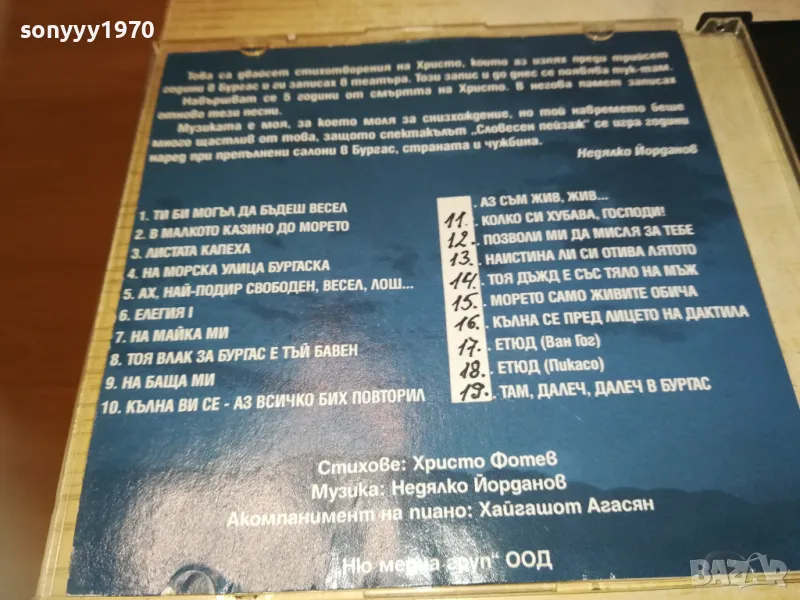 sonyyy1970
Това са двайсет стихотворения на Христо, които аз изпях преди трийсет
години в Бургас и ги записах в театъра. Този запис и до днес се появява тук-там.
Навършват се 5 години от смъртта на Христо. В негова памет записах
отново тези песни.
Музиката е моя, за което моля за снизхождение, но той навремето беше
много щастлив от това, защото спектакълът "Словесен пейзаж" се игра години
наред при препълнени салони в Бургас, страната и чужбина.
Недялко Йорданов
1. ТИ БИ МОГЪЛ ДА БЪДЕШ ВЕСЕЛ
2. В МАЛКОТО КАЗИНО ДО МОРЕТО
3. ЛИСТАТА КАПЕХА
4. НА МОРСКА УЛИЦА БУРГАСКА
5. АХ, НАЙ-ПОДИР СВОБОДЕН, ВЕСЕЛ, ЛОШ...
6. ЕЛЕГИЯ I
7. НА МАЙКА МИ
8. ТОЯ ВЛАК ЗА БУРГАС Е ТЪЙ БАВЕН
9. НА БАЩА МИ
10. КЪЛНА ВИ СЕ - АЗ ВСИЧКО БИХ ПОВТОРИЛ
. АЗ СЪМ ЖИВ, ЖИВ...
11. . КОЛКО СИ ХУБАВА, ГОСПОДИ!
12. . ПОЗВОЛИ МИ ДА МИСЛЯ ЗА ТЕБЕ
13. . НАИСТИНА ЛИ СИ ОТИВА ЛЯТОТО
14. . ТОЯ ДЪЖД Е СЪС ТЯЛО НА МЪЖ
15. . МОРЕТО САМО ЖИВИТЕ ОБИЧА
16. . КЪЛНА СЕ ПРЕД ЛИЦЕТО НА ДАКТИЛА
17. . ЕТЮД (Ван Гог)
18. . ЕТЮД (Пикасо)
19. . ТАМ, ДАЛЕЧ, ДАЛЕЧ В БУРГАС
Стихове: Христо Фотев
Музика: Недялко Йорданов
Акомпанимент на пиано: Хайгашот Агасян
"Ню медиа груп" ООД
BAZAR